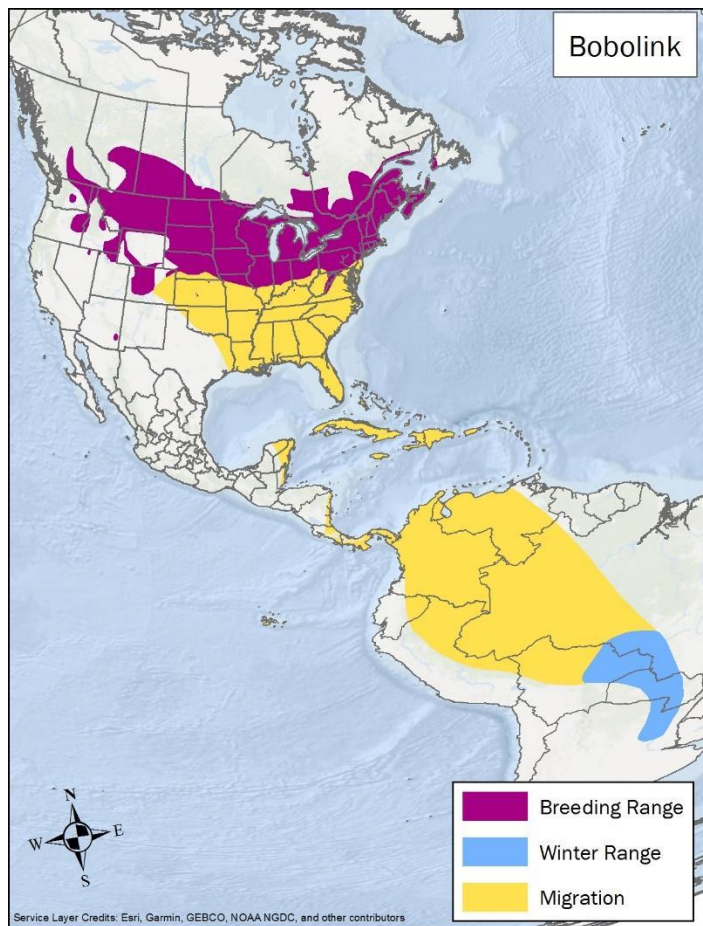 Bobolink
N
W E
S
Breeding Range
Winter Range
Migration
Service Layer Credits: Esri, Garmin, GEBCO, NOAA NGDC, and other contributors